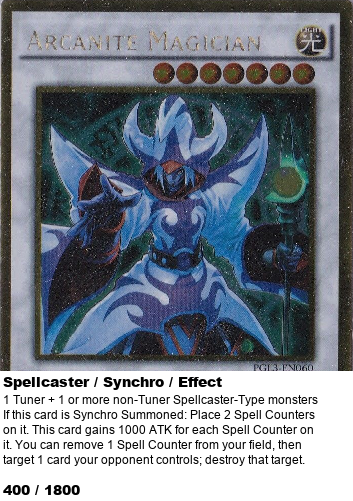 ARCANITE MAGICIAN
LIGHT
光
PGL3-EN060
Spellcaster / Synchro / Effect
1 Tuner + 1 or more non-Tuner Spellcaster-Type monsters
If this card is Synchro Summoned: Place 2 Spell Counters
on it. This card gains 1000 ATK for each Spell Counter on
it. You can remove 1 Spell Counter from your field, then
target 1 card your opponent controls; destroy that target.
400 / 1800